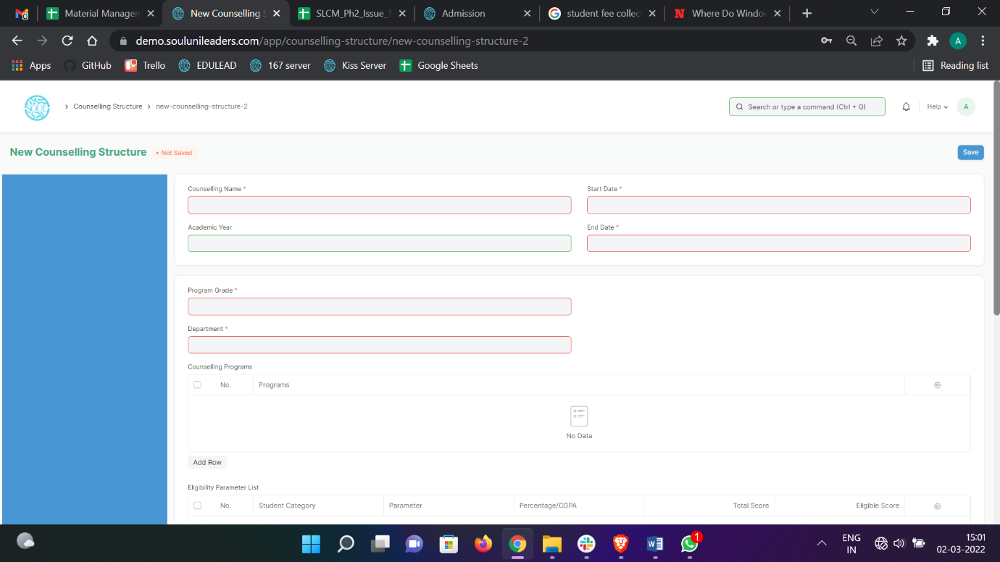 Material Managem
New Counselling S
SLCM_Ph2_Issue_T
Admission
student fee collec
Where Do Window
demo.soulunileaders.com/app/counselling-structure/new-counselling-structure-2
A
Apps
GitHub
Trello
EDULEAD
167 server
Kiss Server
Google Sheets
Reading list
SOUL
Counselling Structure
new-counselling-structure-2
Search or type a command (Ctrl + G)
Help
A
New Counselling Structure
Not Saved
Save
Counselling Name *
Start Date *
Academic Year
End Date *
Program Grade *
Department *
Counselling Programs
No. Programs
No Data
Add Row
Eligibility Parameter List
No. Student Category Parameter Percentage/CGPA Total Score Eligible Score
1
ENG
IN
15:01
02-03-2022